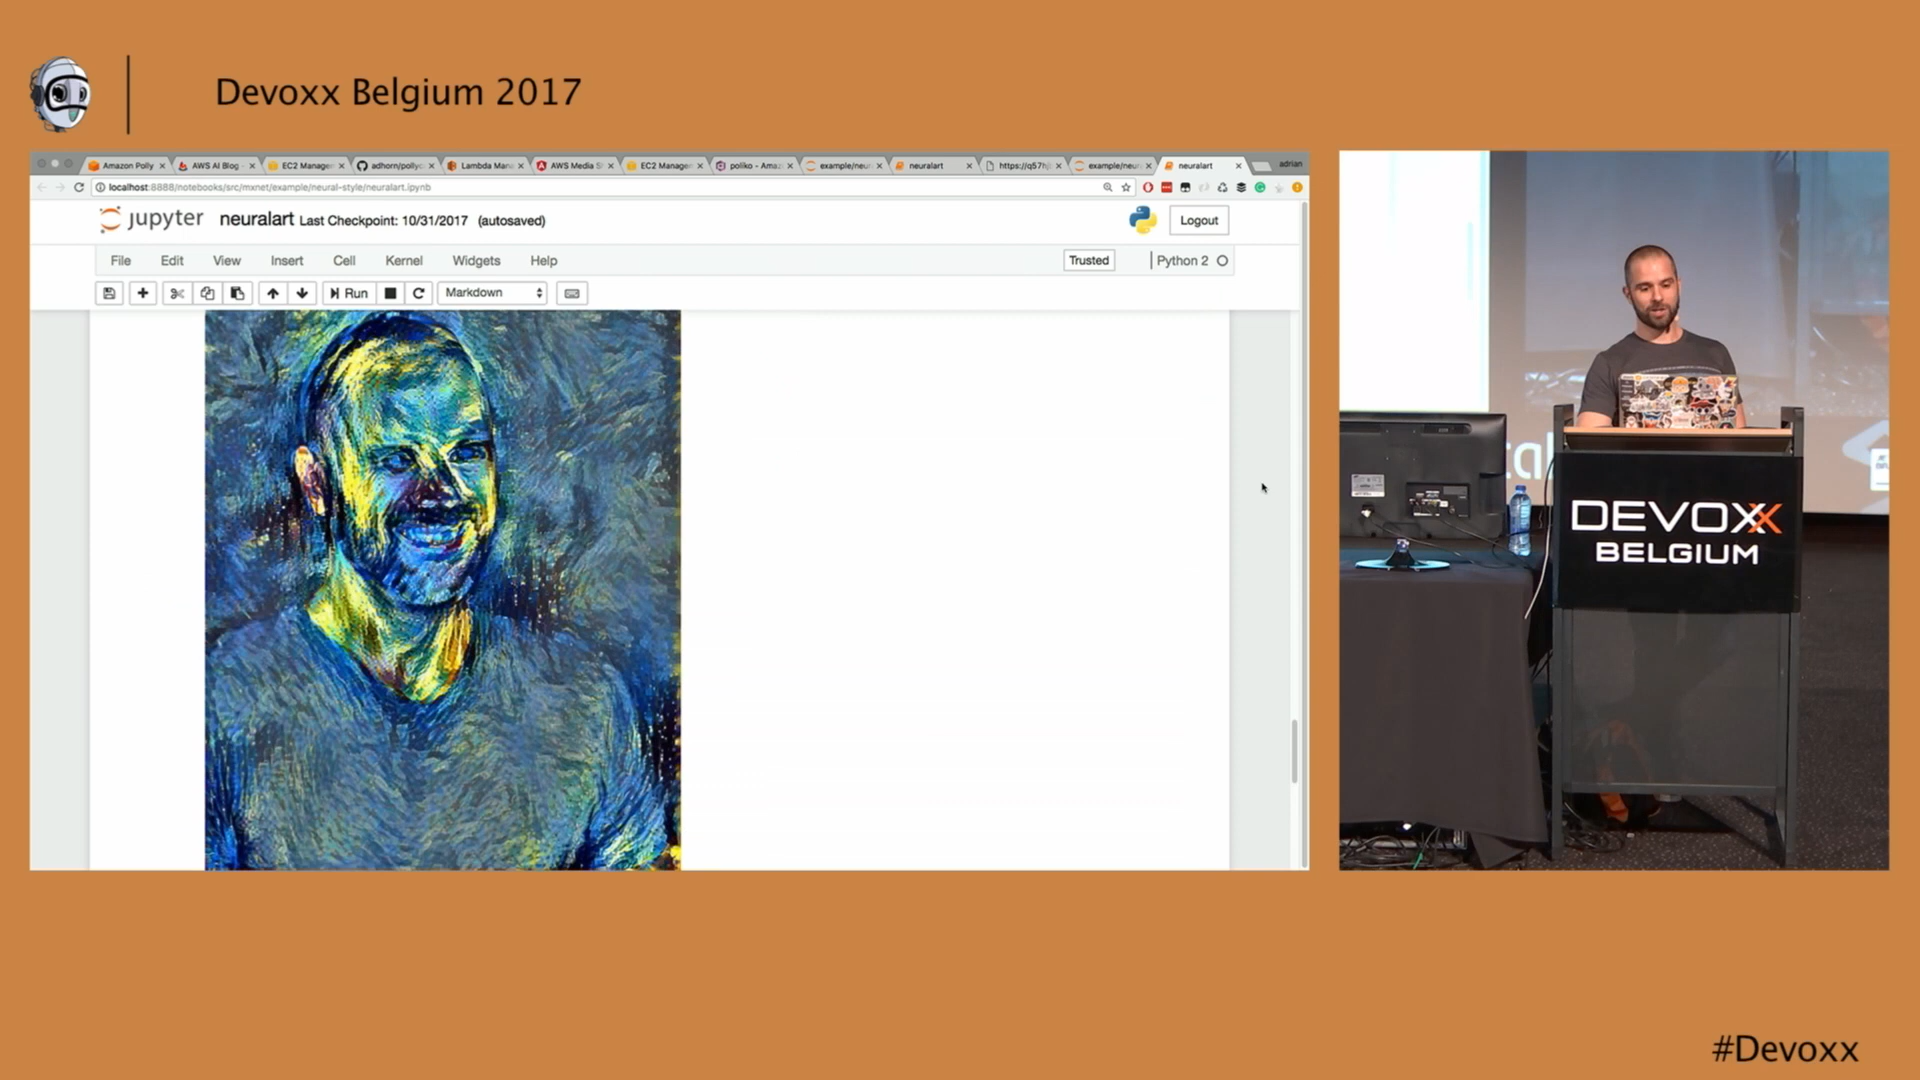 Devoxx Belgium 2017
Amazon Polly
AWS AI Blog
EC2 Manager
adhorn/pollyc
Lambda Mana
AWS Media S
EC2 Manager
poliko - Amaz
example/neur
neuralart
https://q57h
example/neur
neuralart
adrian
localhost:8888/notebooks/src/mxnet/example/neural-style/neuralart.ipynb
jupyter neuralart Last Checkpoint: 10/31/2017 (autosaved)
Logout
File Edit View Insert Cell Kernel Widgets Help
Trusted
Python 2
Run
Markdown
DEVOXX
BELGIUM
#Devoxx